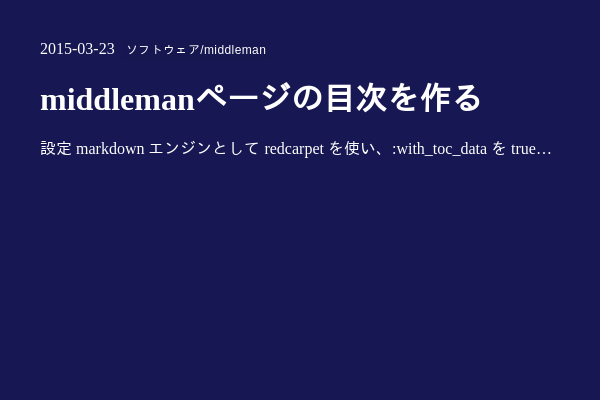 2015-03-23 ソフトウェア/middleman
middlemanページの目次を作る
設定 markdown エンジンとして redcarpet を使い、:with_toc_data を true…